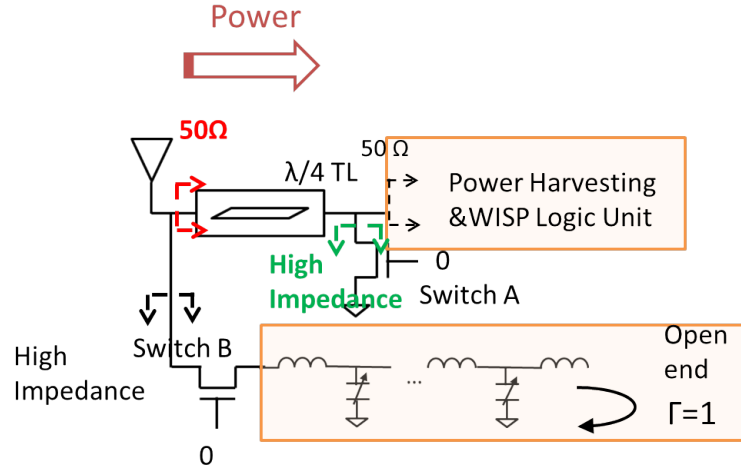 Power
50Ω
λ/4 TL
50 Ω
Power Harvesting
&WISP Logic Unit
High
Impedance
0
Switch A
Switch B
High
Impedance
0
...
Open
end
Γ=1